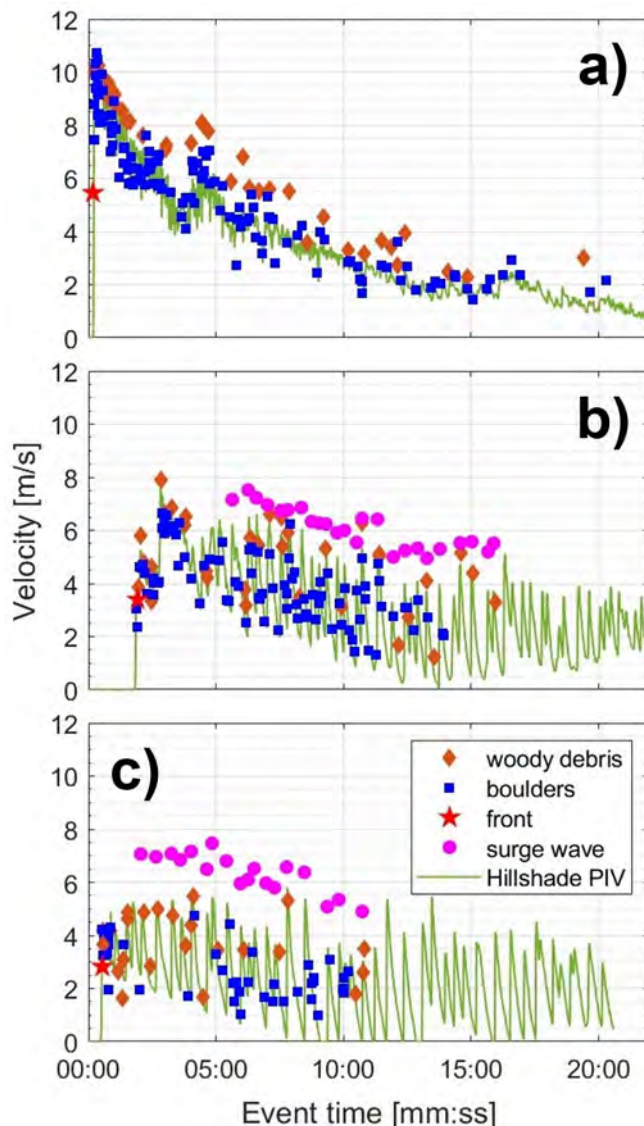 12
10
8
6
4
2
0
a)
12
10
8
6
4
2
0
b)
Velocity [m/s]
12
10
8
6
4
2
0
c)
woody debris
boulders
front
surge wave
Hillshade PIV
00:00 05:00 10:00 15:00 20:00
Event time [mm:ss]